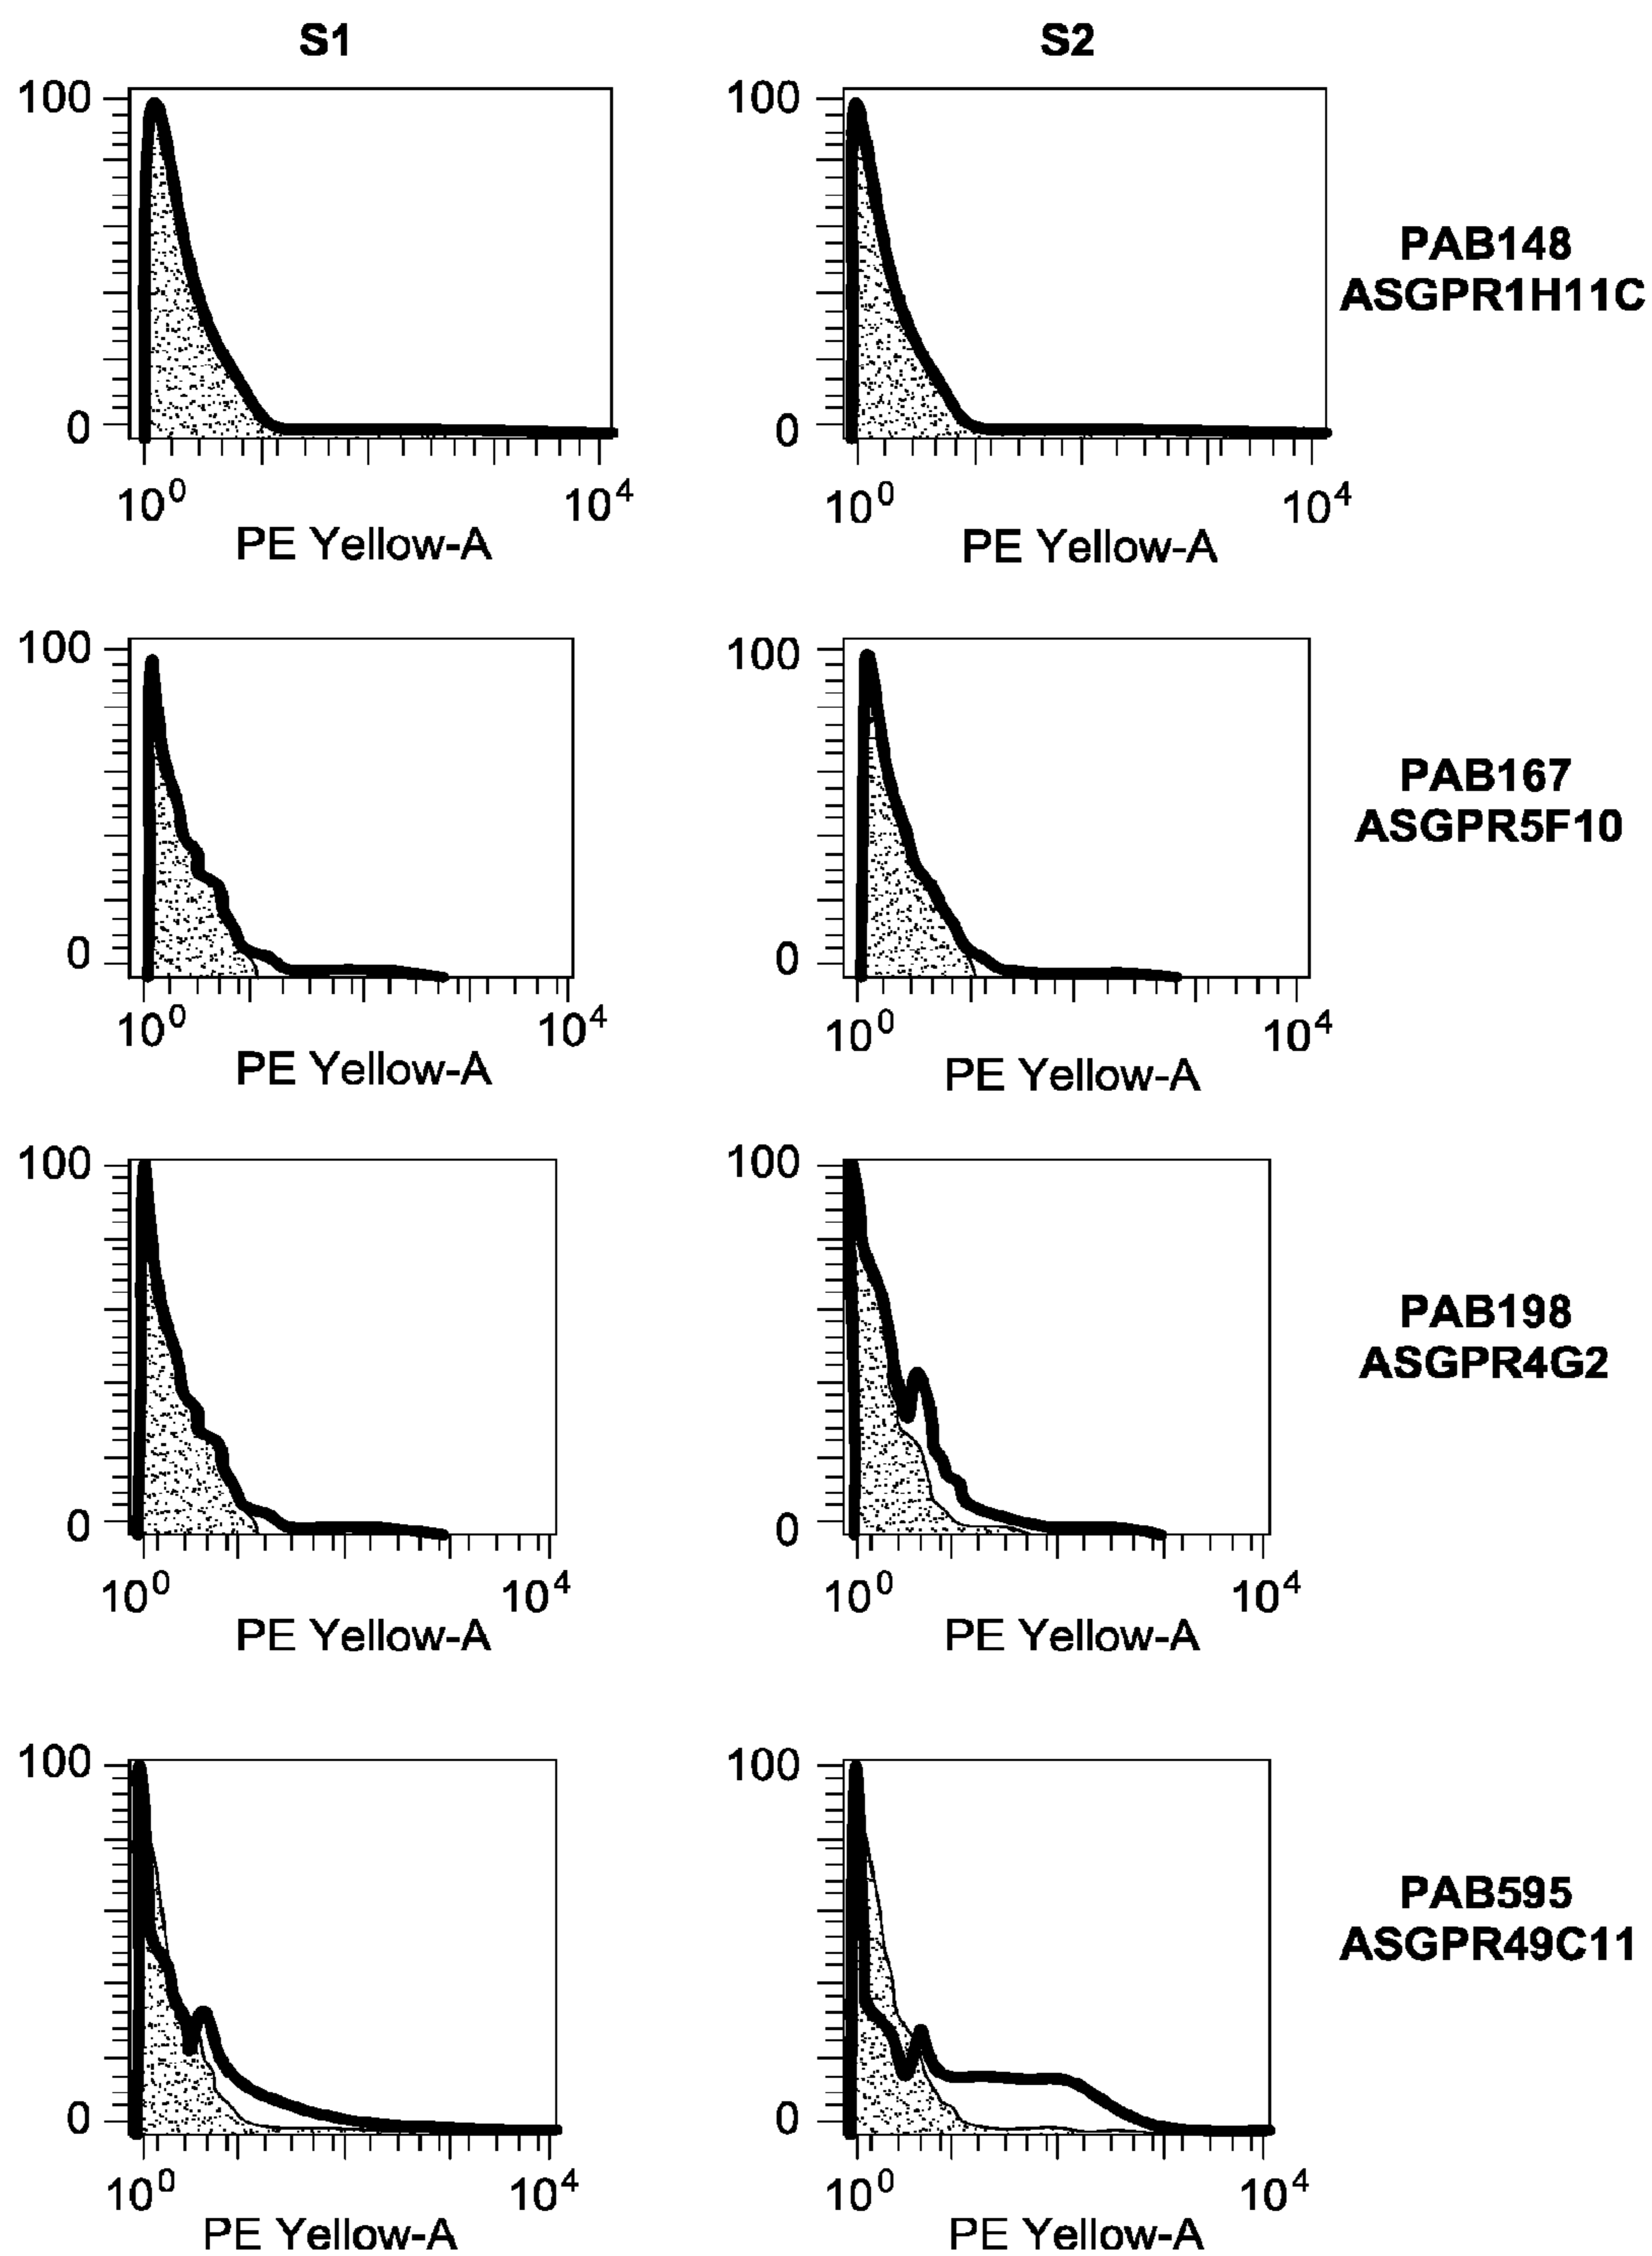 S1
S2
100
0
10^0
10^4
PE Yellow-A
100
0
10^0
10^4
PE Yellow-A
PAB148
ASGPR1H11C
100
0
10^0
10^4
PE Yellow-A
100
0
10^0
10^4
PE Yellow-A
PAB167
ASGPR5F10
100
0
10^0
10^4
PE Yellow-A
100
0
10^0
10^4
PE Yellow-A
PAB198
ASGPR4G2
100
0
10^0
10^4
PE Yellow-A
100
0
10^0
10^4
PE Yellow-A
PAB595
ASGPR49C11